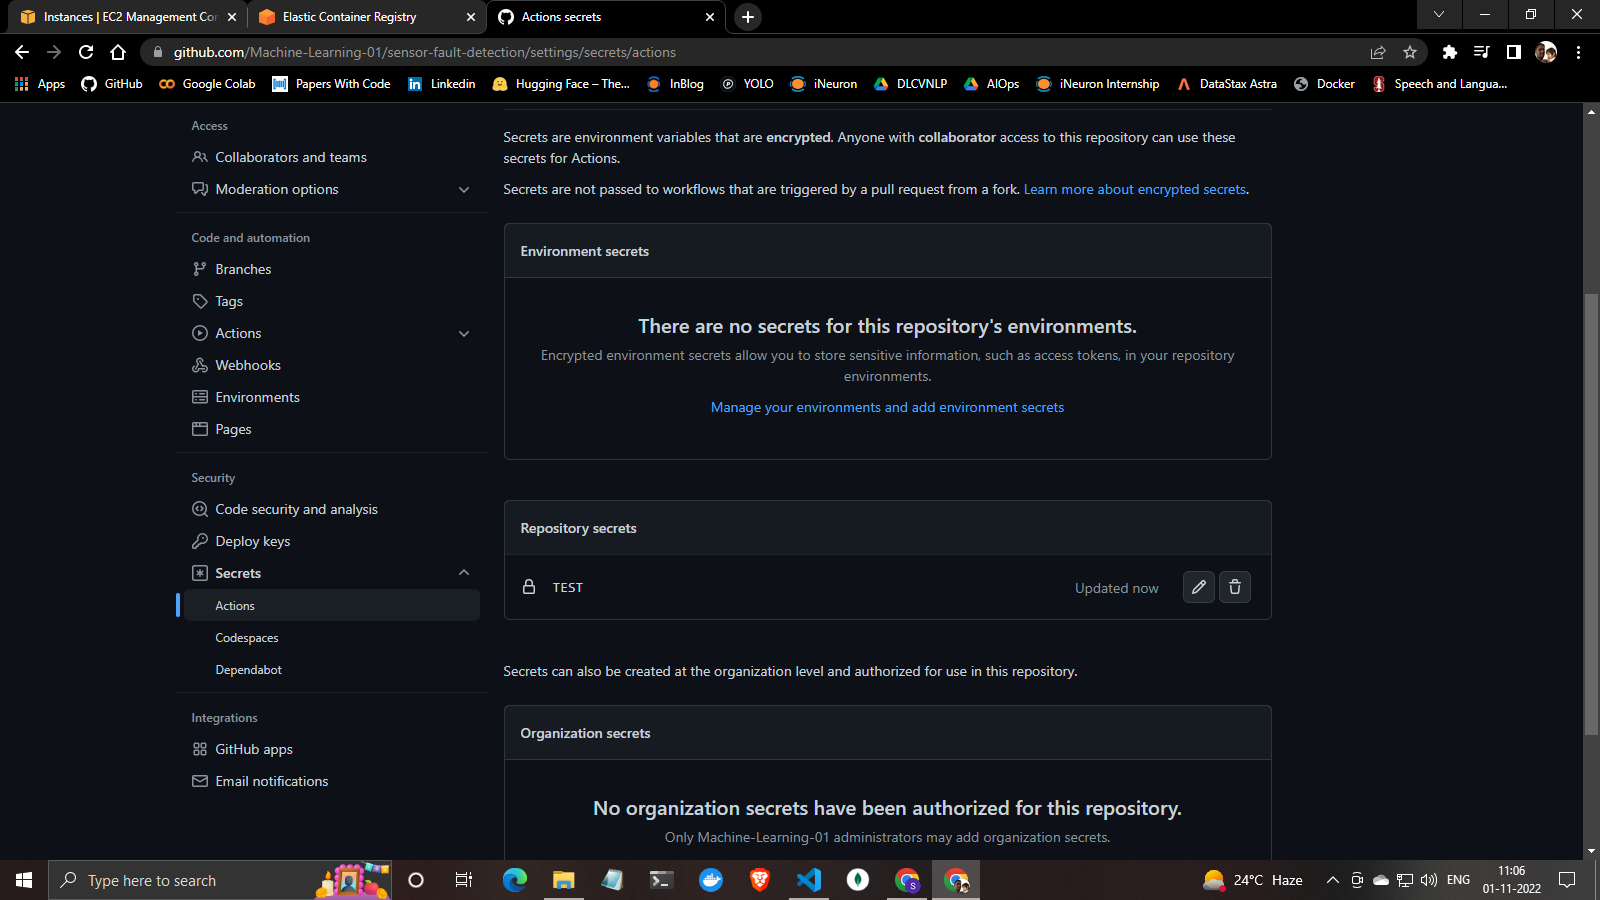 Instances | EC2 Management Con
Elastic Container Registry
Actions secrets
github.com/Machine-Learning-01/sensor-fault-detection/settings/secrets/actions
Apps
GitHub
Google Colab
Papers With Code
Linkedin
Hugging Face – The...
InBlog
YOLO
iNeuron
DLCVNLP
AIOps
iNeuron Internship
DataStax Astra
Docker
Speech and Langua...
Access
Collaborators and teams
Moderation options
Code and automation
Branches
Tags
Actions
Webhooks
Environments
Pages
Security
Code security and analysis
Deploy keys
Secrets
Actions
Codespaces
Dependabot
Integrations
GitHub apps
Email notifications
Secrets are environment variables that are encrypted. Anyone with collaborator access to this repository can use these
secrets for Actions.
Secrets are not passed to workflows that are triggered by a pull request from a fork. Learn more about encrypted secrets.
Environment secrets
There are no secrets for this repository's environments.
Encrypted environment secrets allow you to store sensitive information, such as access tokens, in your repository
environments.
Manage your environments and add environment secrets
Repository secrets
TEST
Updated now
Secrets can also be created at the organization level and authorized for use in this repository.
Organization secrets
No organization secrets have been authorized for this repository.
Only Machine-Learning-01 administrators may add organization secrets.
Type here to search
24°C Haze
ENG
11:06
01-11-2022